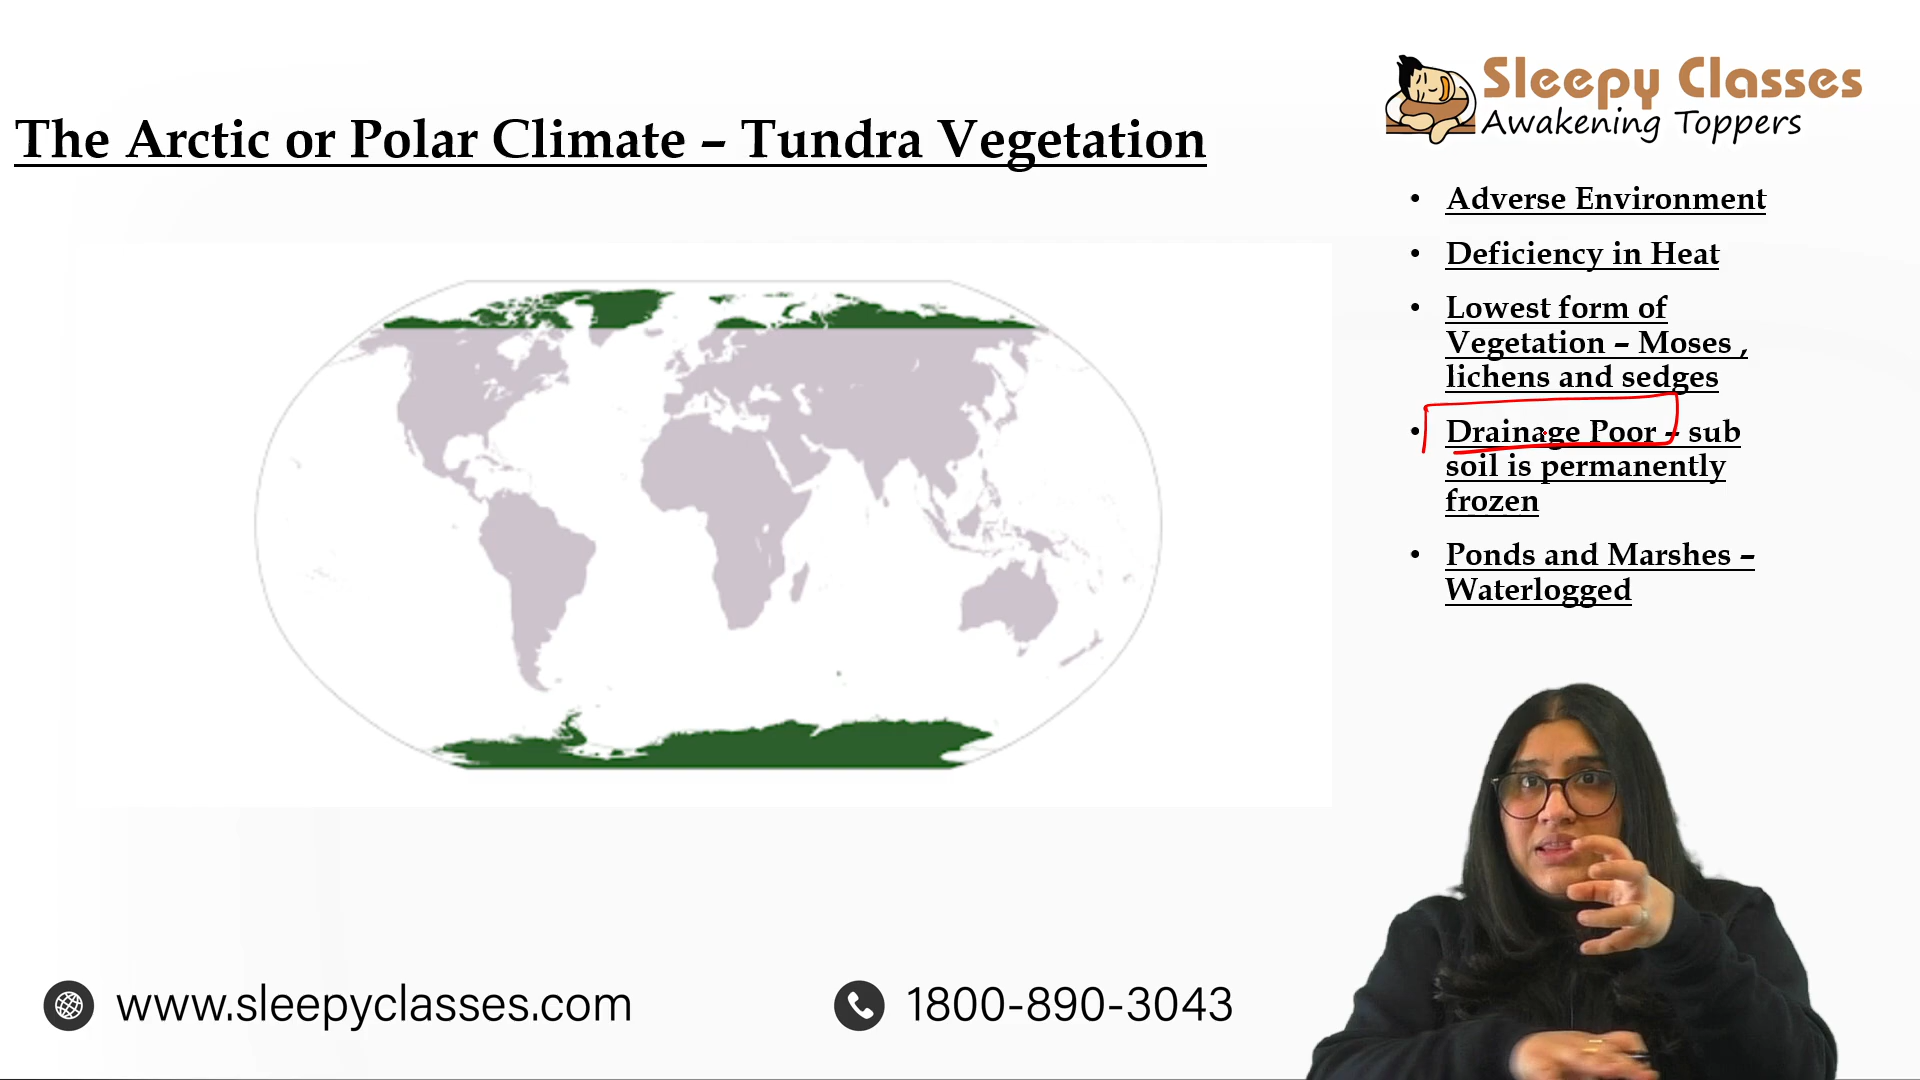 Sleepy Classes
Awakening Toppers
The Arctic or Polar Climate – Tundra Vegetation
• Adverse Environment
• Deficiency in Heat
• Lowest form of
Vegetation – Moses ,
lichens and sedges
• Drainage Poor – sub
soil is permanently
frozen
• Ponds and Marshes –
Waterlogged
www.sleepyclasses.com
1800-890-3043